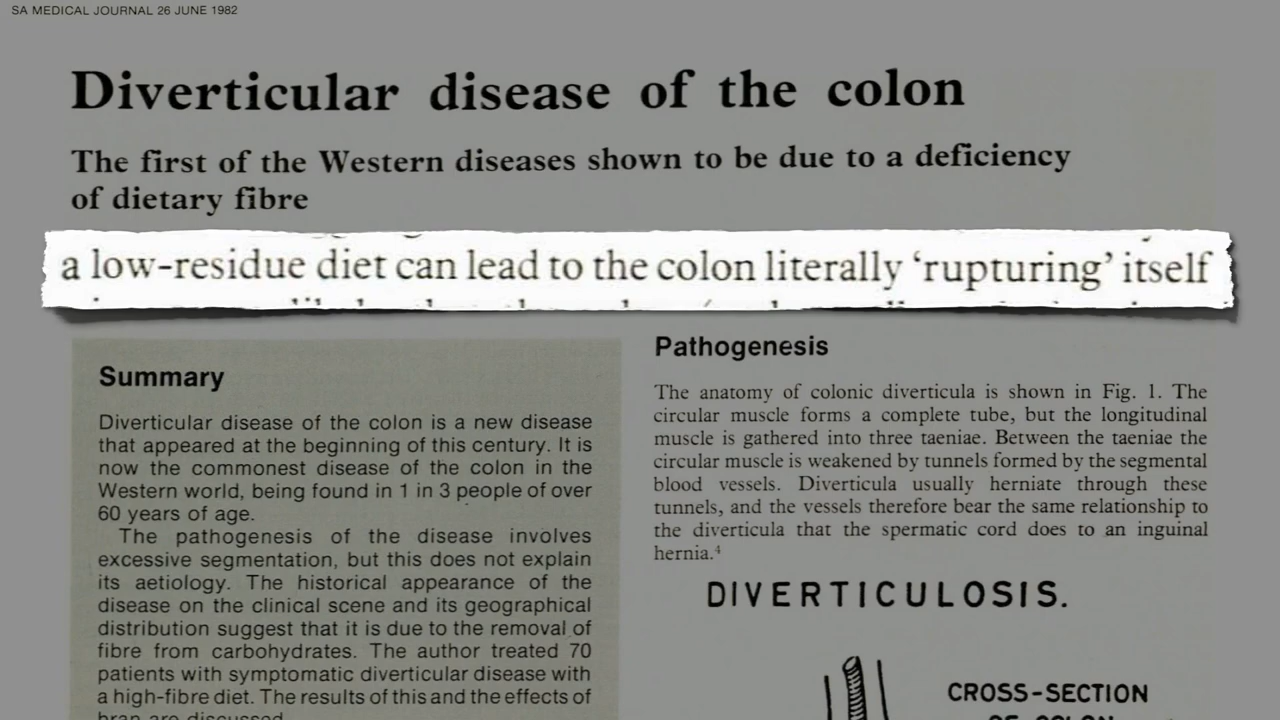 SA MEDICAL JOURNAL 26 JUNE 1982
Diverticular disease of the colon
The first of the Western diseases shown to be due to a deficiency
of dietary fibre
a low-residue diet can lead to the colon literally ‘rupturing’ itself
Summary
Diverticular disease of the colon is a new disease
that appeared at the beginning of this century. It is
now the commonest disease of the colon in the
Western world, being found in 1 in 3 people of over
60 years of age.
The pathogenesis of the disease involves
excessive segmentation, but this does not explain
its aetiology. The historical appearance of the
disease on the clinical scene and its geographical
distribution suggest that it is due to the removal of
fibre from carbohydrates. The author treated 70
patients with symptomatic diverticular disease with
a high-fibre diet. The results of this and the effects of
bran are discussed.
Pathogenesis
The anatomy of colonic diverticula is shown in Fig. 1. The
circular muscle forms a complete tube, but the longitudinal
muscle is gathered into three taeniae. Between the taeniae the
circular muscle is weakened by tunnels formed by the segmental
blood vessels. Diverticula usually herniate through these
tunnels, and the vessels therefore bear the same relationship to
the diverticula that the spermatic cord does to an inguinal
hernia.⁴
DIVERTICULOSIS.
CROSS-SECTION
OF COLON